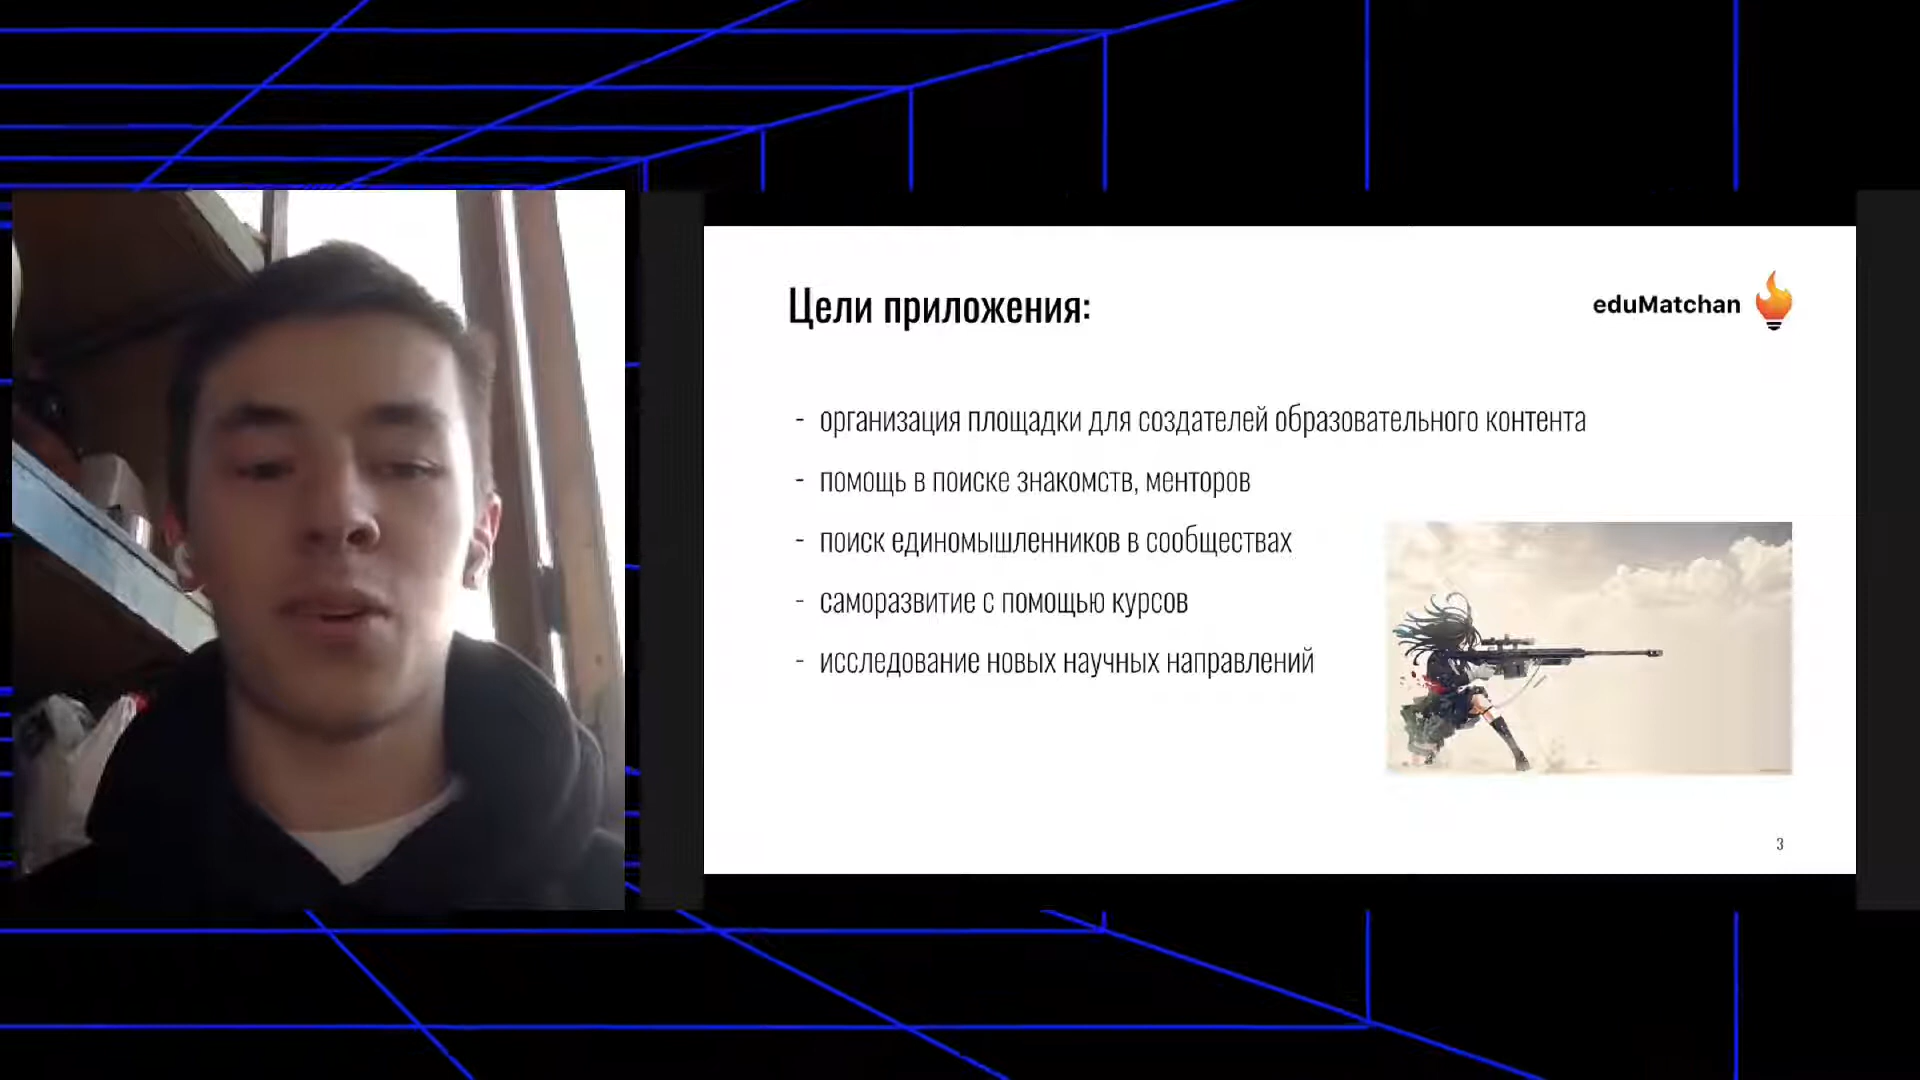 Цели приложения:
eduMatchan
- организация площадки для создателей образовательного контента
- помощь в поиске знакомств, менторов
- поиск единомышленников в сообществах
- саморазвитие с помощью курсов
- исследование новых научных направлений
3